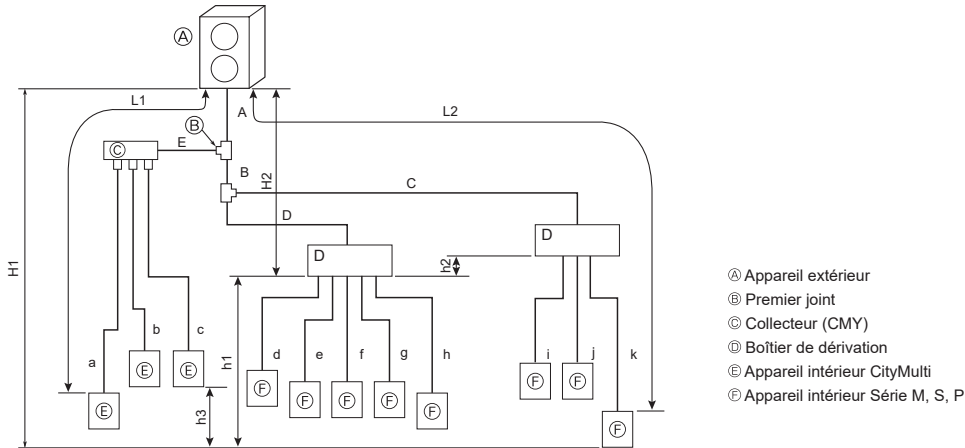 Ⓐ
L1
A
L2
Ⓑ
E
Ⓒ
B
H2
C
D
D
D
h2
H1
a
b
c
h1
d
e
f
g
h
i
j
k
Ⓔ
Ⓔ
Ⓔ
h3
Ⓕ
Ⓕ
Ⓕ
Ⓕ
Ⓕ
Ⓕ
Ⓕ
Ⓕ
Ⓐ Appareil extérieur
Ⓑ Premier joint
Ⓒ Collecteur (CMY)
Ⓓ Boîtier de dérivation
Ⓔ Appareil intérieur CityMulti
Ⓕ Appareil intérieur Série M, S, P